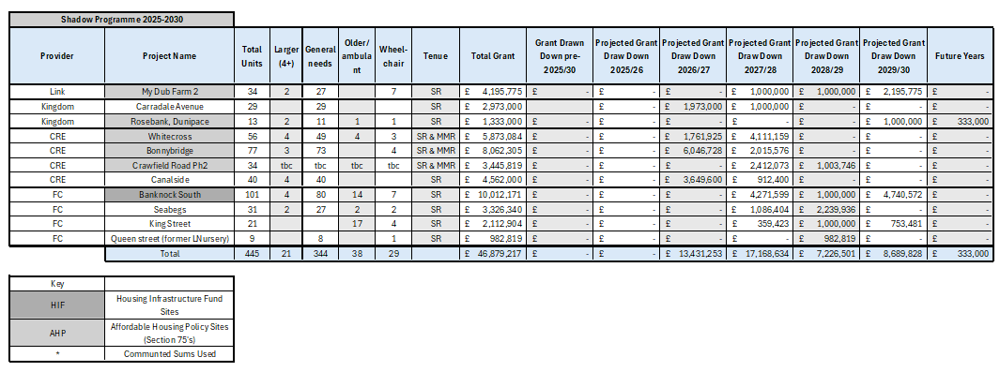 Shadow Programme 2025-2030
Provider | Project Name | Total Units | Larger (4+) | General needs | Older/ ambulant | Wheel-chair | Tenue | Total Grant | Grant Drawn Down pre-2025/30 | Projected Grant Draw Down 2025/26 | Projected Grant Draw Down 2026/27 | Projected Grant Draw Down 2027/28 | Projected Grant Draw Down 2028/29 | Projected Grant Draw Down 2029/30 | Future Years
Link | My Dub Farm 2 | 34 | 2 | 27 | | 7 | SR | £ 4,195,775 | £ - | £ - | £ - | £ 1,000,000 | £ 1,000,000 | £ 2,195,775 | £ -
Kingdom | Carradale Avenue | 29 | | 29 | | | SR | £ 2,973,000 | | £ - | £ 1,973,000 | £ 1,000,000 | £ - | £ - | £ -
Kingdom | Rosebank, Dunipace | 13 | 2 | 11 | 1 | 1 | SR | £ 1,333,000 | £ - | £ - | £ - | £ - | £ - | £ 1,000,000 | £ 333,000
CRE | Whitecross | 56 | 4 | 49 | 4 | 3 | SR & MMR | £ 5,873,084 | £ - | £ - | £ 1,761,925 | £ 4,111,159 | £ - | £ - | £ -
CRE | Bonnybridge | 77 | 3 | 73 | | 4 | SR & MMR | £ 8,062,305 | £ - | £ - | £ 6,046,728 | £ 2,015,576 | £ - | £ - | £ -
CRE | Crawfield Road Ph2 | 34 | tbc | tbc | tbc | tbc | SR & MMR | £ 3,445,819 | £ - | £ - | £ - | £ 2,412,073 | £ 1,003,746 | £ - | £ -
CRE | Canalside | 40 | 4 | 40 | | | SR | £ 4,562,000 | £ - | £ - | £ 3,649,600 | £ 912,400 | £ - | £ - | £ -
FC | Banknock South | 101 | 4 | 80 | 14 | 7 | SR | £ 10,012,171 | £ - | £ - | £ - | £ 4,271,599 | £ 1,000,000 | £ 4,740,572 | £ -
FC | Seabegs | 31 | 2 | 27 | 2 | 2 | SR | £ 3,326,340 | £ - | £ - | £ - | £ 1,086,404 | £ 2,239,936 | £ - | £ -
FC | King Street | 21 | | | 17 | 4 | SR | £ 2,112,904 | £ - | £ - | £ - | £ 359,423 | £ 1,000,000 | £ 753,481 | £ -
FC | Queen street (former LNursery) | 9 | | 8 | | 1 | SR | £ 982,819 | £ - | £ - | £ - | £ - | £ 982,819 | £ - | £ -
Total | 445 | 21 | 344 | 38 | 29 | | £ 46,879,217 | £ - | £ - | £ 13,431,253 | £ 17,168,634 | £ 7,226,501 | £ 8,689,828 | £ 333,000
Key
HIF | Housing Infrastructure Fund Sites
AHP | Affordable Housing Policy Sites (Section 75's)
* | Communted Sums Used